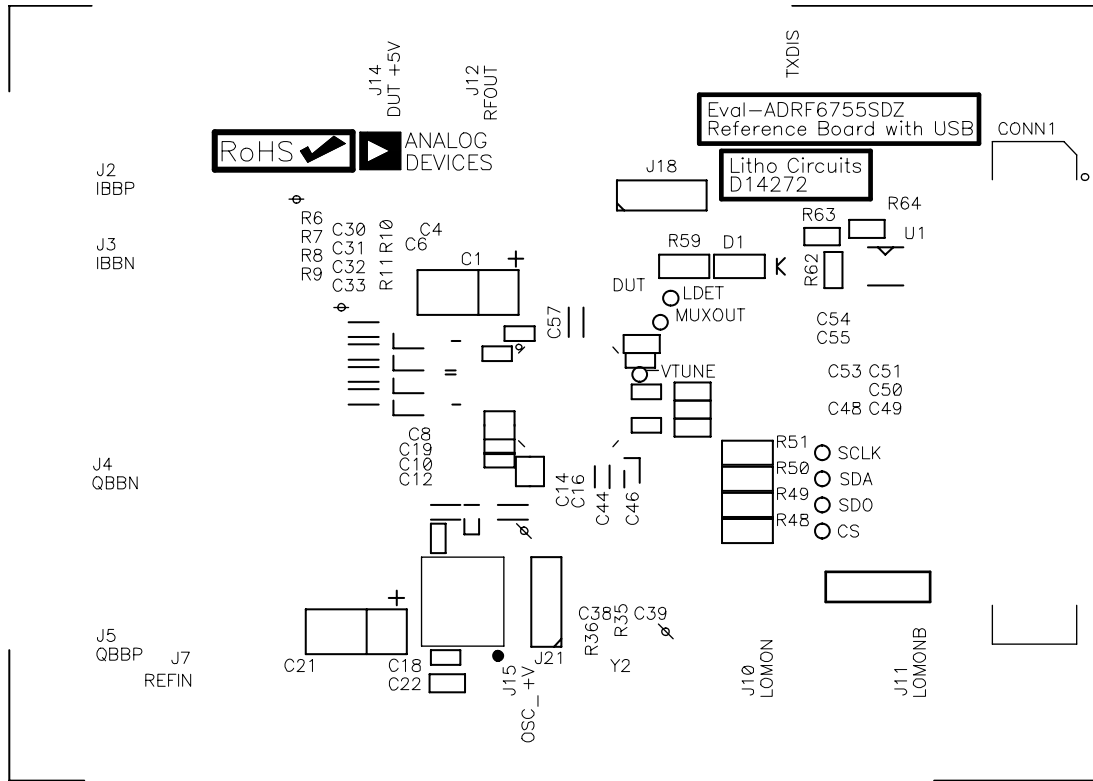 TXDIS
J14
DUT +5V
J12
RFOUT
Eval-ADRF6755SDZ
Reference Board with USB
CONN1
RoHS
ANALOG
DEVICES
Litho Circuits
D14272
J18
J2
IBBP
R64
R63
U1
R6
R7
R8
R9
C30
C31
C32
C33
R10
R11
C4
C6
J3
IBBN
C1
+
R59
D1
K
R62
DUT
LDET
MUXOUT
C57
C54
C55
VTUNE
C53
C51
C50
C48
C49
C8
C19
C10
C12
R51
SCLK
R50
SDA
R49
SDO
R48
CS
J4
QBBN
C14
C16
C44
C46
+
C38
R35
C39
R36
J5
QBBP
J7
REFIN
C21
C18
C22
J15
OSC_+V
J21
Y2
J10
LOMON
J11
LOMONB